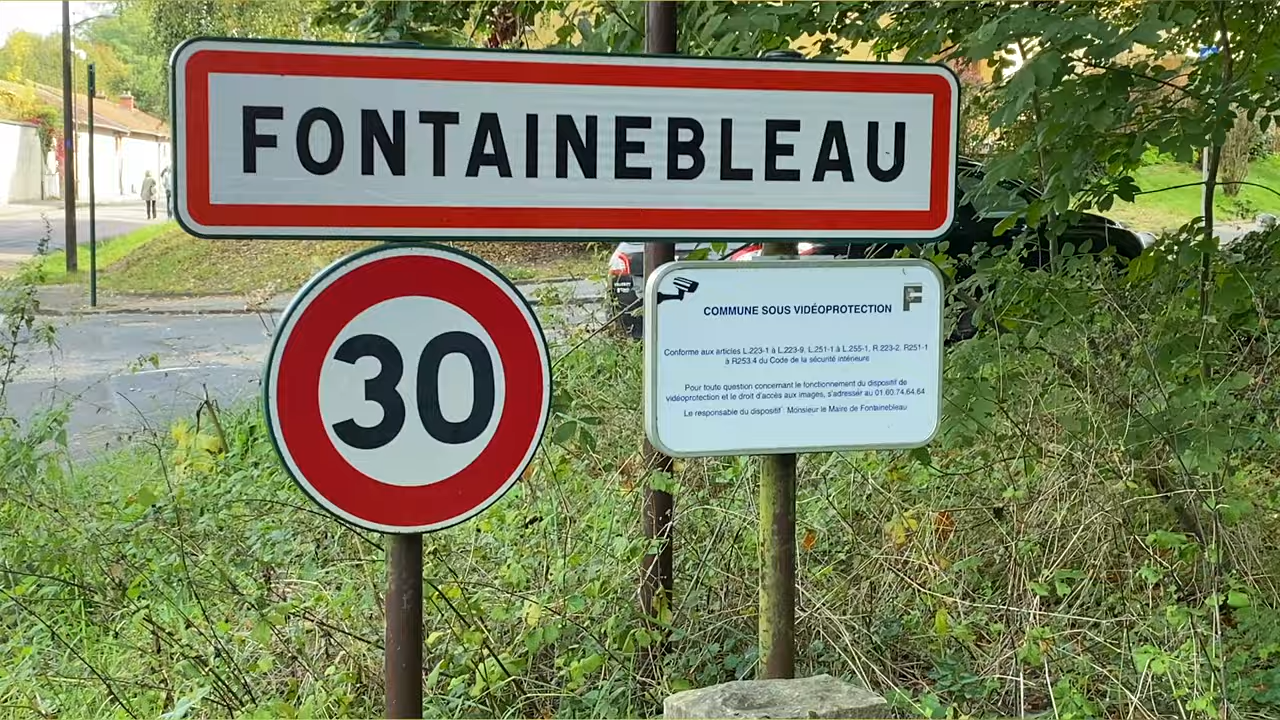 FONTAINEBLEAU
30
COMMUNE SOUS VIDÉOPROTECTION
Conforme aux articles L.223-1 à L.223-9, L.251-1 à L.255-1, R.223-2, R251-1
à R253.4 du Code de la sécurité intérieure
Pour toute question concernant le fonctionnement du dispositif de
vidéoprotection et le droit d'accès aux images, s'adresser au 01.60.74.64.64
Le responsable du dispositif : Monsieur le Maire de Fontainebleau